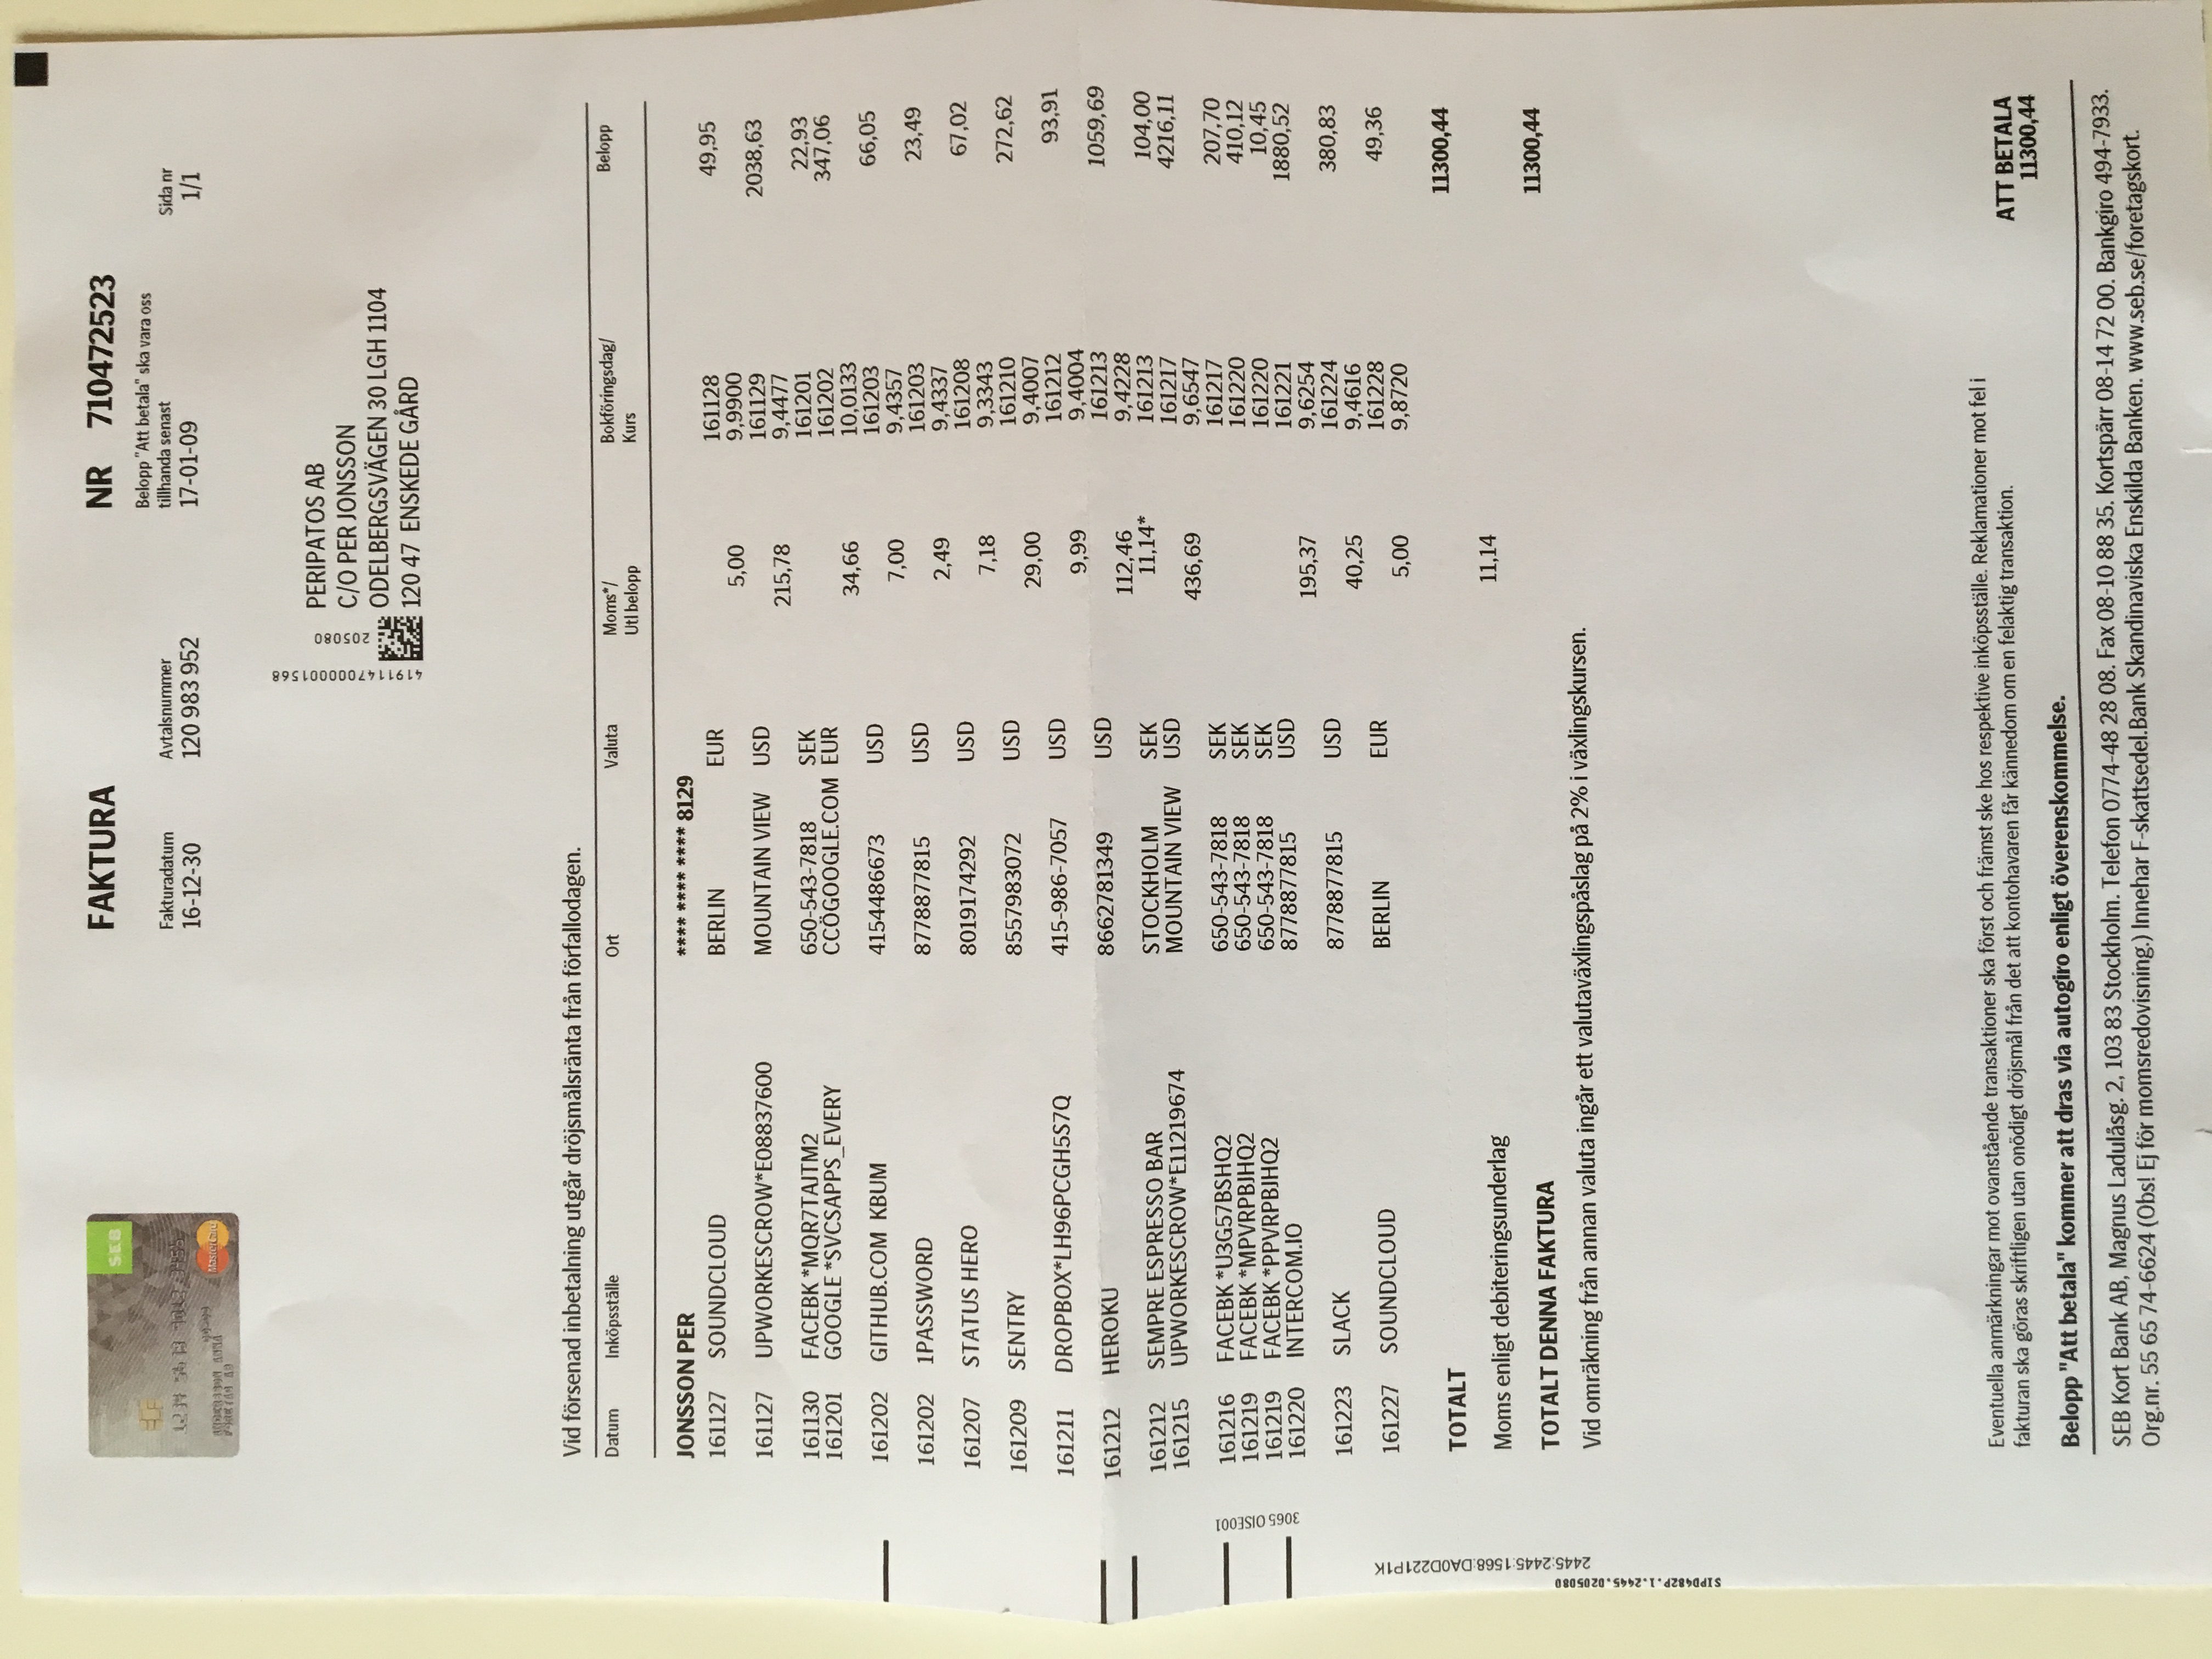 SEB
MasterCard
FAKTURA
NR 710472523
Fakturadatum
16-12-30
Avtalsnummer
120 983 952
Belopp "Att betala" ska vara oss
tillhanda senast
17-01-09
Sida nr
1/1
4191147000001568
205080
PERIPATOS AB
C/O PER JONSSON
ODELBERGSVÄGEN 30 LGH 1104
120 47 ENSKEDE GÅRD
Vid försenad inbetalning utgår dröjsmålsränta från förfallodagen.
Datum Inköpsställe Ort Valuta Moms*/ Bokföringsdag/ Belopp
Utl belopp Kurs
JONSSON PER **** **** **** 8129
161127 SOUNDCLOUD BERLIN EUR 161128 49,95
5,00 9,9900
161127 UPWORKESCROW*E08837600 MOUNTAIN VIEW USD 161129 2038,63
215,78 9,4477
161130 FACEBK *MQR7TAJTM2 650-543-7818 SEK 161201 22,93
161201 GOOGLE *SVCSAPPS_EVERY CCÖGOOGLE.COM EUR 161202 347,06
34,66 10,0133
161202 GITHUB.COM KBUM 4154486673 USD 161203 66,05
7,00 9,4357
161202 1PASSWORD 8778877815 USD 161203 23,49
2,49 9,4337
161207 STATUS HERO 8019174292 USD 161208 67,02
7,18 9,3343
161209 SENTRY 8557983072 USD 161210 272,62
29,00 9,4007
161211 DROPBOX*LH96PCGH5S7Q 415-986-7057 USD 161212 93,91
9,99 9,4004
161212 HEROKU 8662781349 USD 161213 1059,69
112,46 9,4228
161212 SEMPRE ESPRESSO BAR STOCKHOLM SEK 11,14* 161213 104,00
161215 UPWORKESCROW*E11219674 MOUNTAIN VIEW USD 161217 4216,11
436,69 9,6547
161216 FACEBK *U3G57BSHQ2 650-543-7818 SEK 161217 207,70
161219 FACEBK *MPVRPBJHQ2 650-543-7818 SEK 161220 410,12
161219 FACEBK *PPVRPBJHQ2 650-543-7818 SEK 161220 10,45
161220 INTERCOM.IO 8778877815 USD 161221 1880,52
195,37 9,6254
161223 SLACK 8778877815 USD 161224 380,83
40,25 9,4616
161227 SOUNDCLOUD BERLIN EUR 161228 49,36
5,00 9,8720
TOTALT 11300,44
Moms enligt debiteringsunderlag 11,14
TOTALT DENNA FAKTURA 11300,44
Vid omräkning från annan valuta ingår ett valutaväxlingspåslag på 2% i växlingskursen.
3065 OISE001
2445:2445:1568:DA0D221P1K
SIPD482P.1.2445.0205080
Eventuella anmärkningar mot ovanstående transaktioner ska först och främst ske hos respektive inköpsställe. Reklamationer mot fel i
fakturan ska göras skriftligen utan onödigt dröjsmål från det att kontohavaren får kännedom om en felaktig transaktion.
ATT BETALA
11300,44
Belopp "Att betala" kommer att dras via autogiro enligt överenskommelse.
SEB Kort Bank AB, Magnus Ladulåsg. 2, 103 83 Stockholm. Telefon 0774-48 28 08. Fax 08-10 88 35. Kortspärr 08-14 72 00. Bankgiro 494-7933.
Org.nr. 55 65 74-6624 (Obs! Ej för momsredovisning.) Innehar F-skattsedel.Bank Skandinaviska Enskilda Banken. www.seb.se/foretagskort.